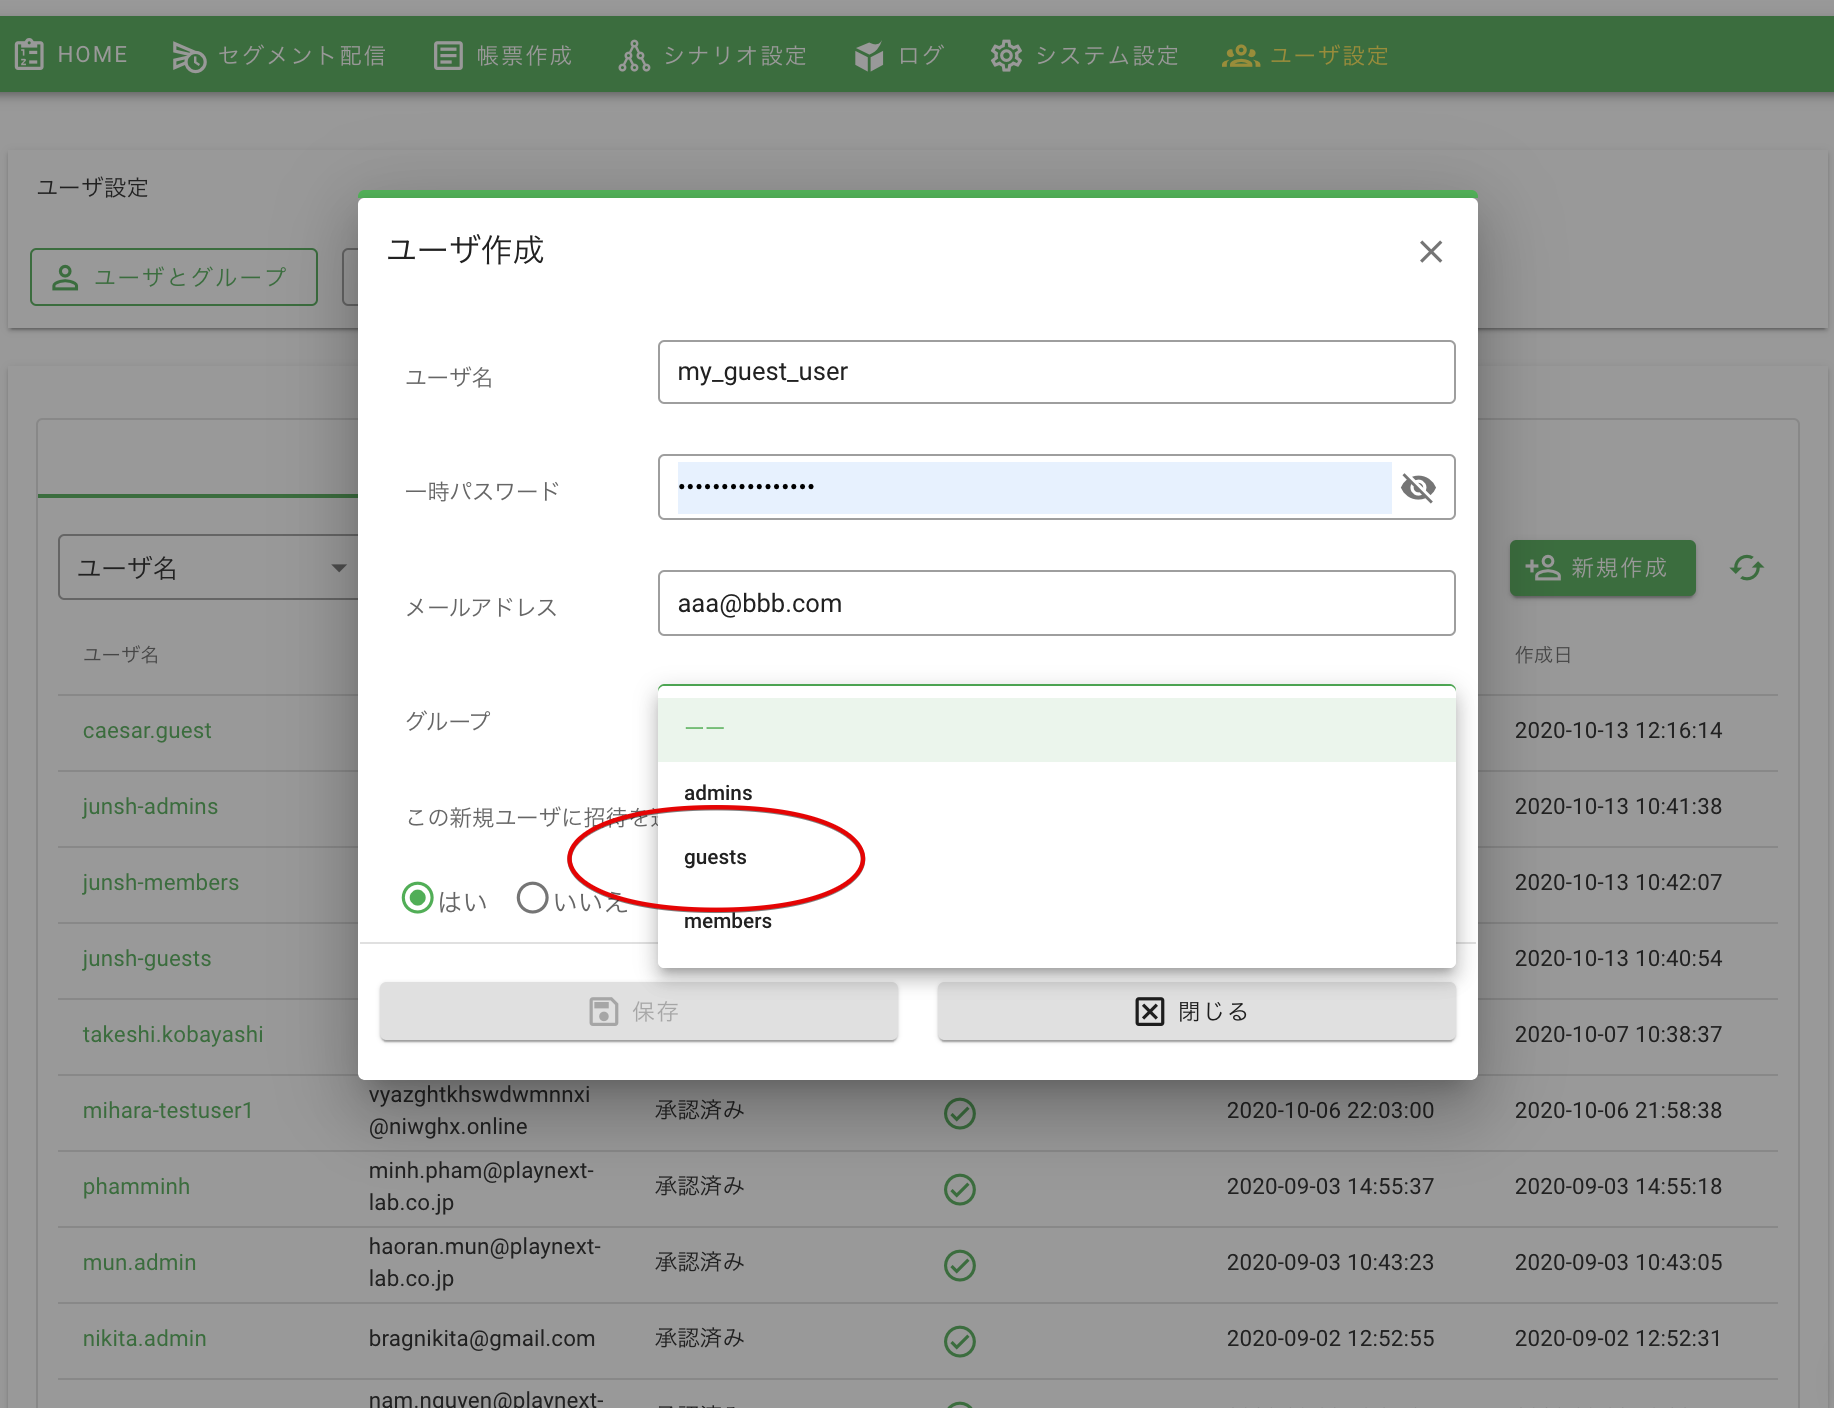 HOME セグメント配信 帳票作成 シナリオ設定 ログ システム設定 ユーザ設定
ユーザ設定
ユーザとグループ
ユーザ作成
ユーザ名 my_guest_user
一時パスワード ••••••••••••••••
メールアドレス aaa@bbb.com
グループ ——
admins
この新規ユーザに招待を
guests
はい いいえ
members
保存 閉じる
ユーザ名
新規作成
ユーザ名 作成日
caesar.guest 2020-10-13 12:16:14
junsh-admins 2020-10-13 10:41:38
junsh-members 2020-10-13 10:42:07
junsh-guests 2020-10-13 10:40:54
takeshi.kobayashi 2020-10-07 10:38:37
mihara-testuser1 vyazghtkhswdwmnnxi 承認済み 2020-10-06 22:03:00 2020-10-06 21:58:38
@niwghx.online
phamminh minh.pham@playnext- 承認済み 2020-09-03 14:55:37 2020-09-03 14:55:18
lab.co.jp
mun.admin haoran.mun@playnext- 承認済み 2020-09-03 10:43:23 2020-09-03 10:43:05
lab.co.jp
nikita.admin bragnikita@gmail.com 承認済み 2020-09-02 12:52:55 2020-09-02 12:52:31
nam.nguyen@playnext-